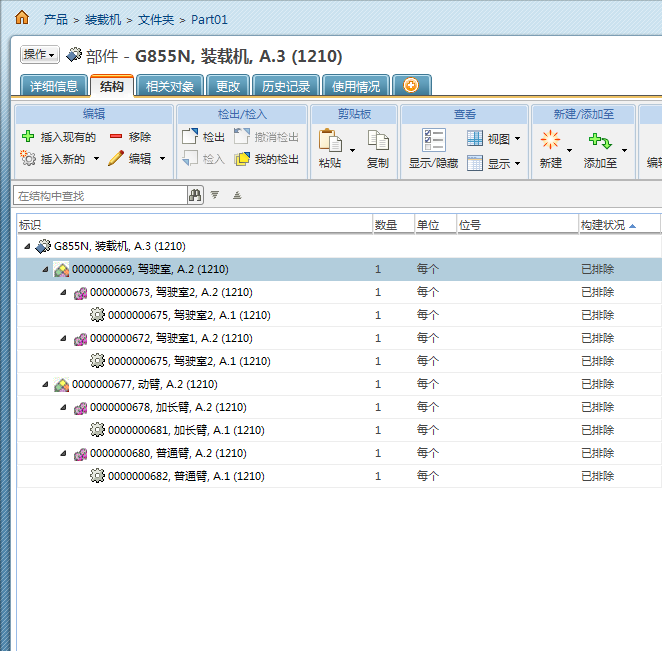 产品 > 装载机 > 文件夹 > Part01
操作 部件 - G855N, 装载机, A.3 (1210)
详细信息 结构 相关对象 更改 历史记录 使用情况
编辑 检出/检入 剪贴板 查看 新建/添加至
插入现有的 移除 检出 撤消检出 视图
插入新的 编辑 检入 我的检出 粘贴 复制 显示/隐藏 显示 新建 添加至 编辑
在结构中查找
标识 数量 单位 位号 构建状况
G855N, 装载机, A.3 (1210)
0000000669, 驾驶室, A.2 (1210) 1 每个 已排除
0000000673, 驾驶室2, A.2 (1210) 1 每个 已排除
0000000675, 驾驶室2, A.1 (1210) 1 每个 已排除
0000000672, 驾驶室1, A.2 (1210) 1 每个 已排除
0000000675, 驾驶室2, A.1 (1210) 1 每个 已排除
0000000677, 动臂, A.2 (1210) 1 每个 已排除
0000000678, 加长臂, A.2 (1210) 1 每个 已排除
0000000681, 加长臂, A.1 (1210) 1 每个 已排除
0000000680, 普通臂, A.2 (1210) 1 每个 已排除
0000000682, 普通臂, A.1 (1210) 1 每个 已排除